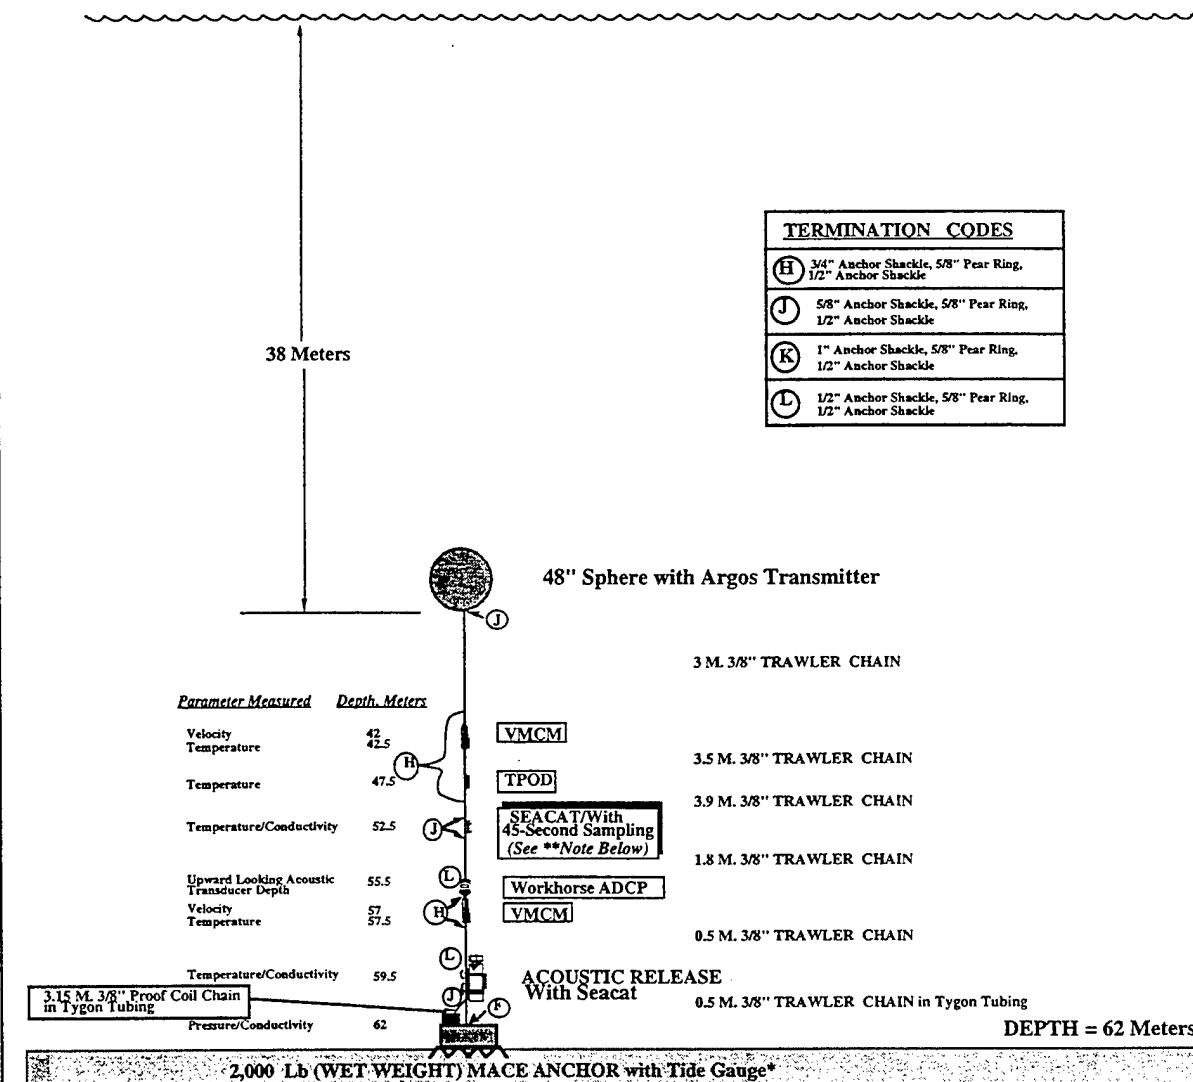 TERMINATION CODES
H 3/4" Anchor Shackle, 5/8" Pear Ring,
1/2" Anchor Shackle
J 5/8" Anchor Shackle, 5/8" Pear Ring,
1/2" Anchor Shackle
K 1" Anchor Shackle, 5/8" Pear Ring,
1/2" Anchor Shackle
L 1/2" Anchor Shackle, 5/8" Pear Ring,
1/2" Anchor Shackle
38 Meters
48" Sphere with Argos Transmitter
J
3 M. 3/8" TRAWLER CHAIN
Parameter Measured Depth, Meters
Velocity 42 VMCM
Temperature 42.5
H
3.5 M. 3/8" TRAWLER CHAIN
Temperature 47.5 TPOD
3.9 M. 3/8" TRAWLER CHAIN
Temperature/Conductivity 52.5 J
SEACAT/With
45-Second Sampling
(See **Note Below)
1.8 M. 3/8" TRAWLER CHAIN
L
Upward Looking Acoustic
Transducer Depth 55.5
Workhorse ADCP
Velocity 57 H VMCM
Temperature 57.5
0.5 M. 3/8" TRAWLER CHAIN
L
Temperature/Conductivity 59.5
ACOUSTIC RELEASE
With Seacat
J
0.5 M. 3/8" TRAWLER CHAIN in Tygon Tubing
3.15 M. 3/8" Proof Coil Chain
in Tygon Tubing
Pressure/Conductivity 62
DEPTH = 62 Meters
2,000 Lb (WET WEIGHT) MACE ANCHOR with Tide Gauge*